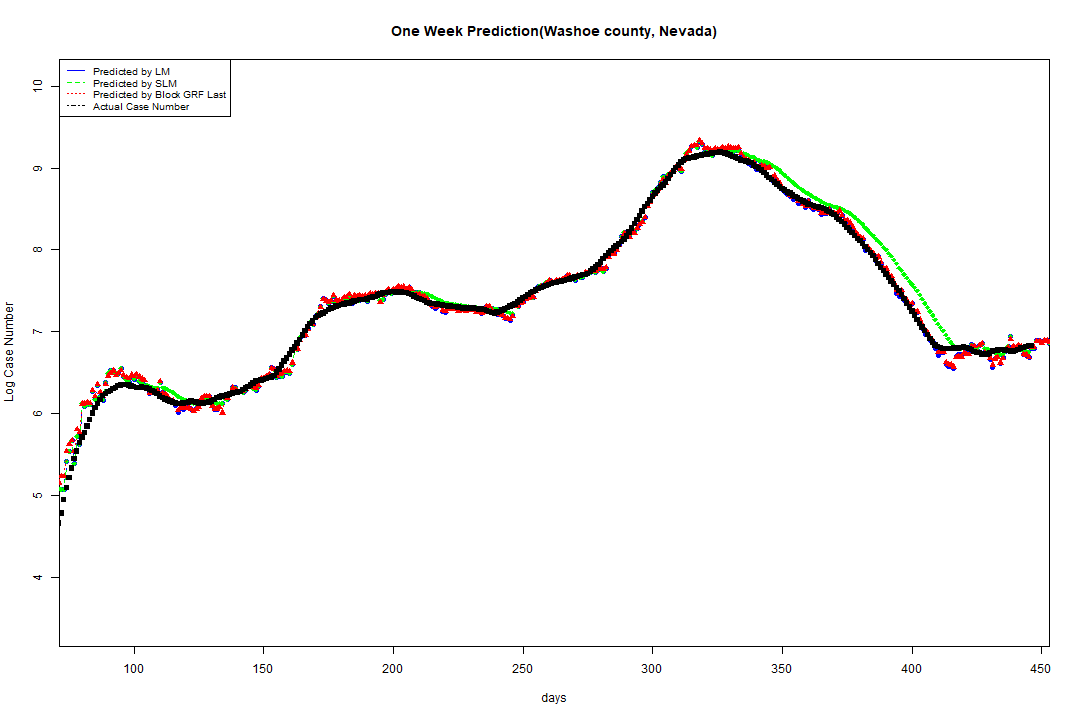 One Week Prediction(Washoe county, Nevada)
Predicted by LM
Predicted by SLM
Predicted by Block GRF Last
Actual Case Number
10
9
8
7
6
5
4
Log Case Number
100 150 200 250 300 350 400 450
days